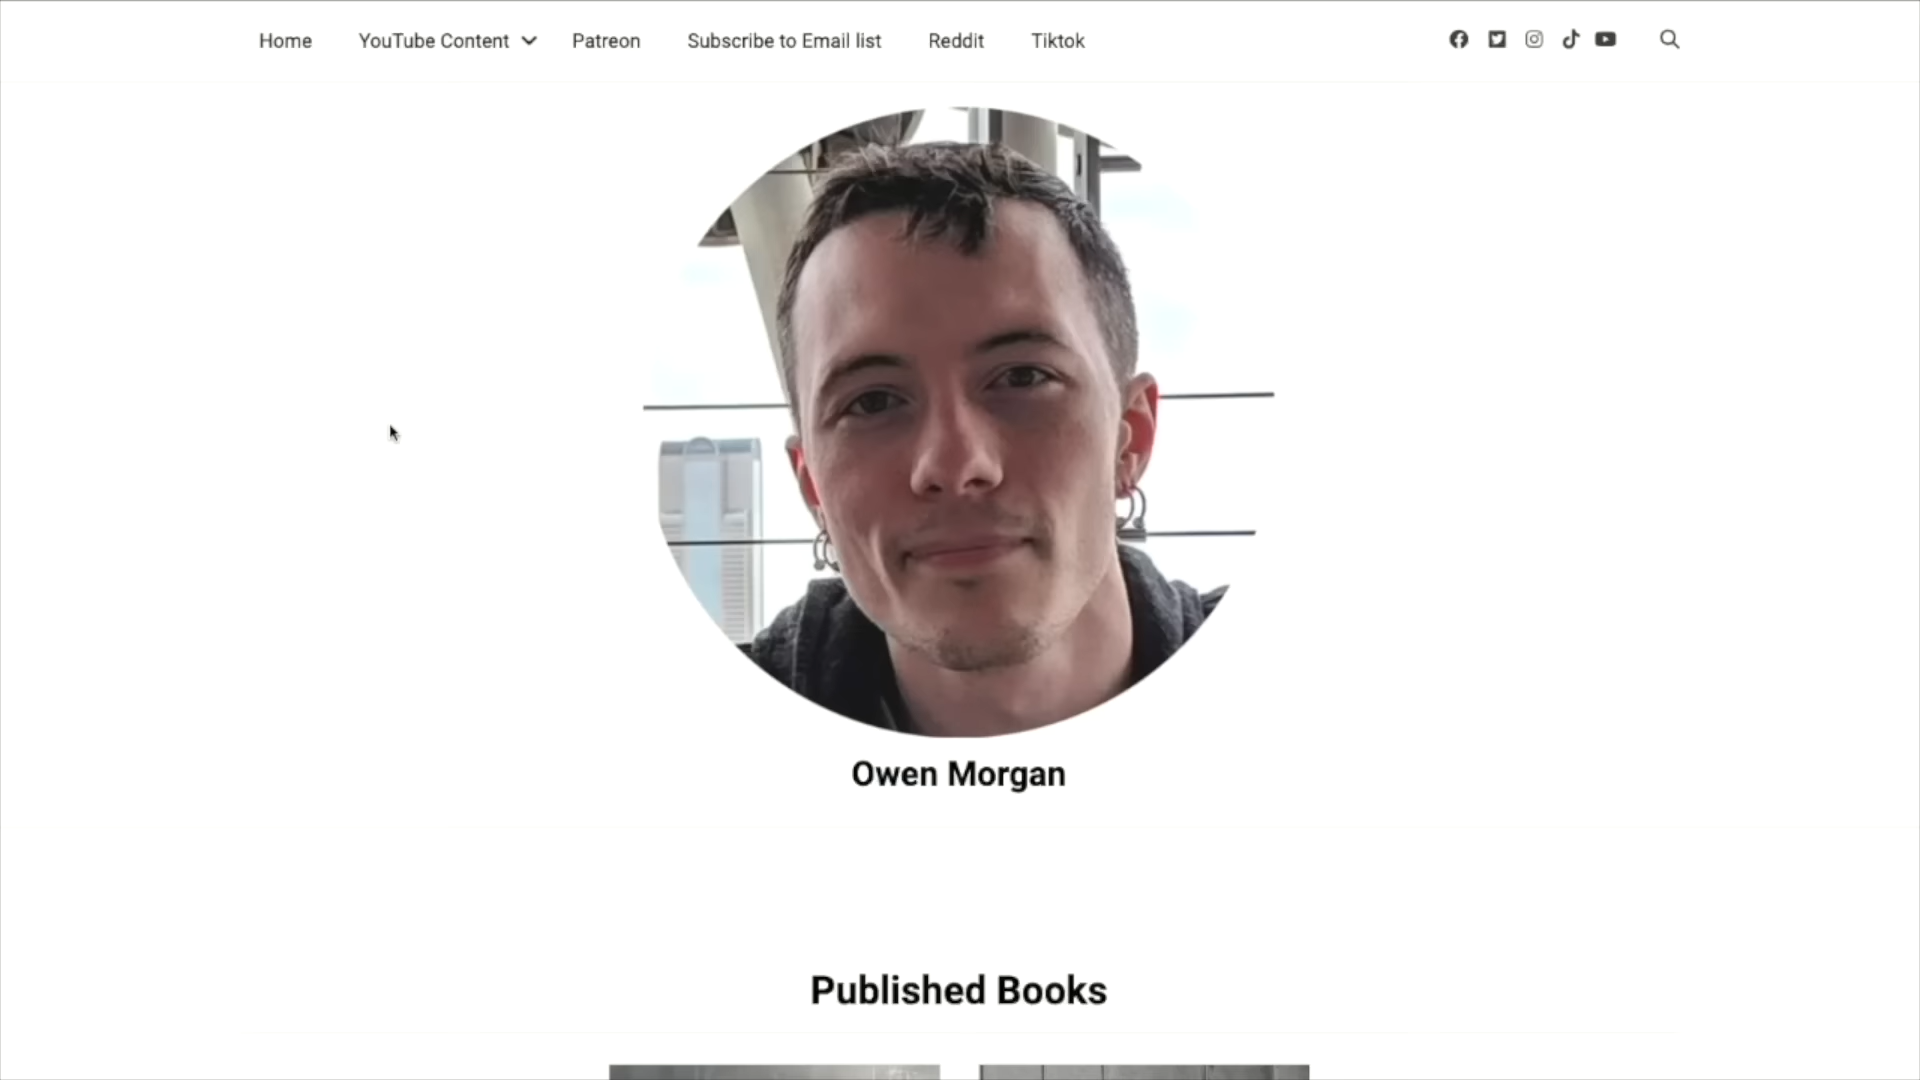 Home YouTube Content Patreon Subscribe to Email list Reddit Tiktok
Owen Morgan
Published Books